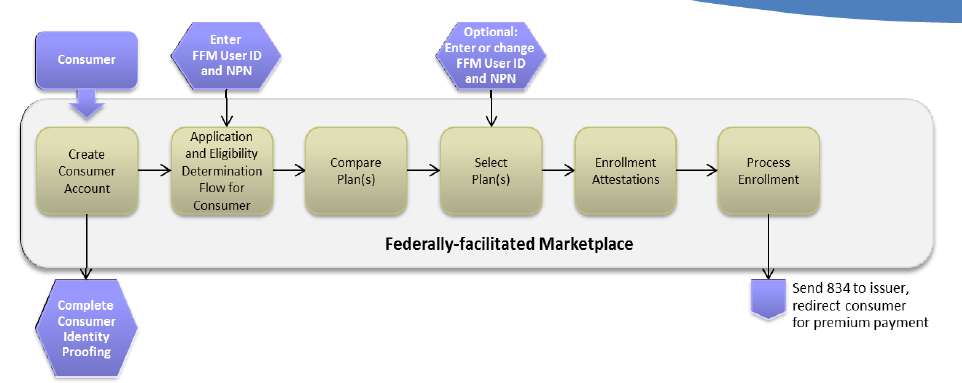 Consumer
Enter
FFM User ID
and NPN
Optional:
Enter or change
FFM User ID
and NPN
Create
Consumer
Account
Application
and Eligibility
Determination
Flow for
Consumer
Compare
Plan(s)
Select
Plan(s)
Enrollment
Attestations
Process
Enrollment
Federally-facilitated Marketplace
Complete
Consumer
Identity
Proofing
Send 834 to issuer,
redirect consumer
for premium payment